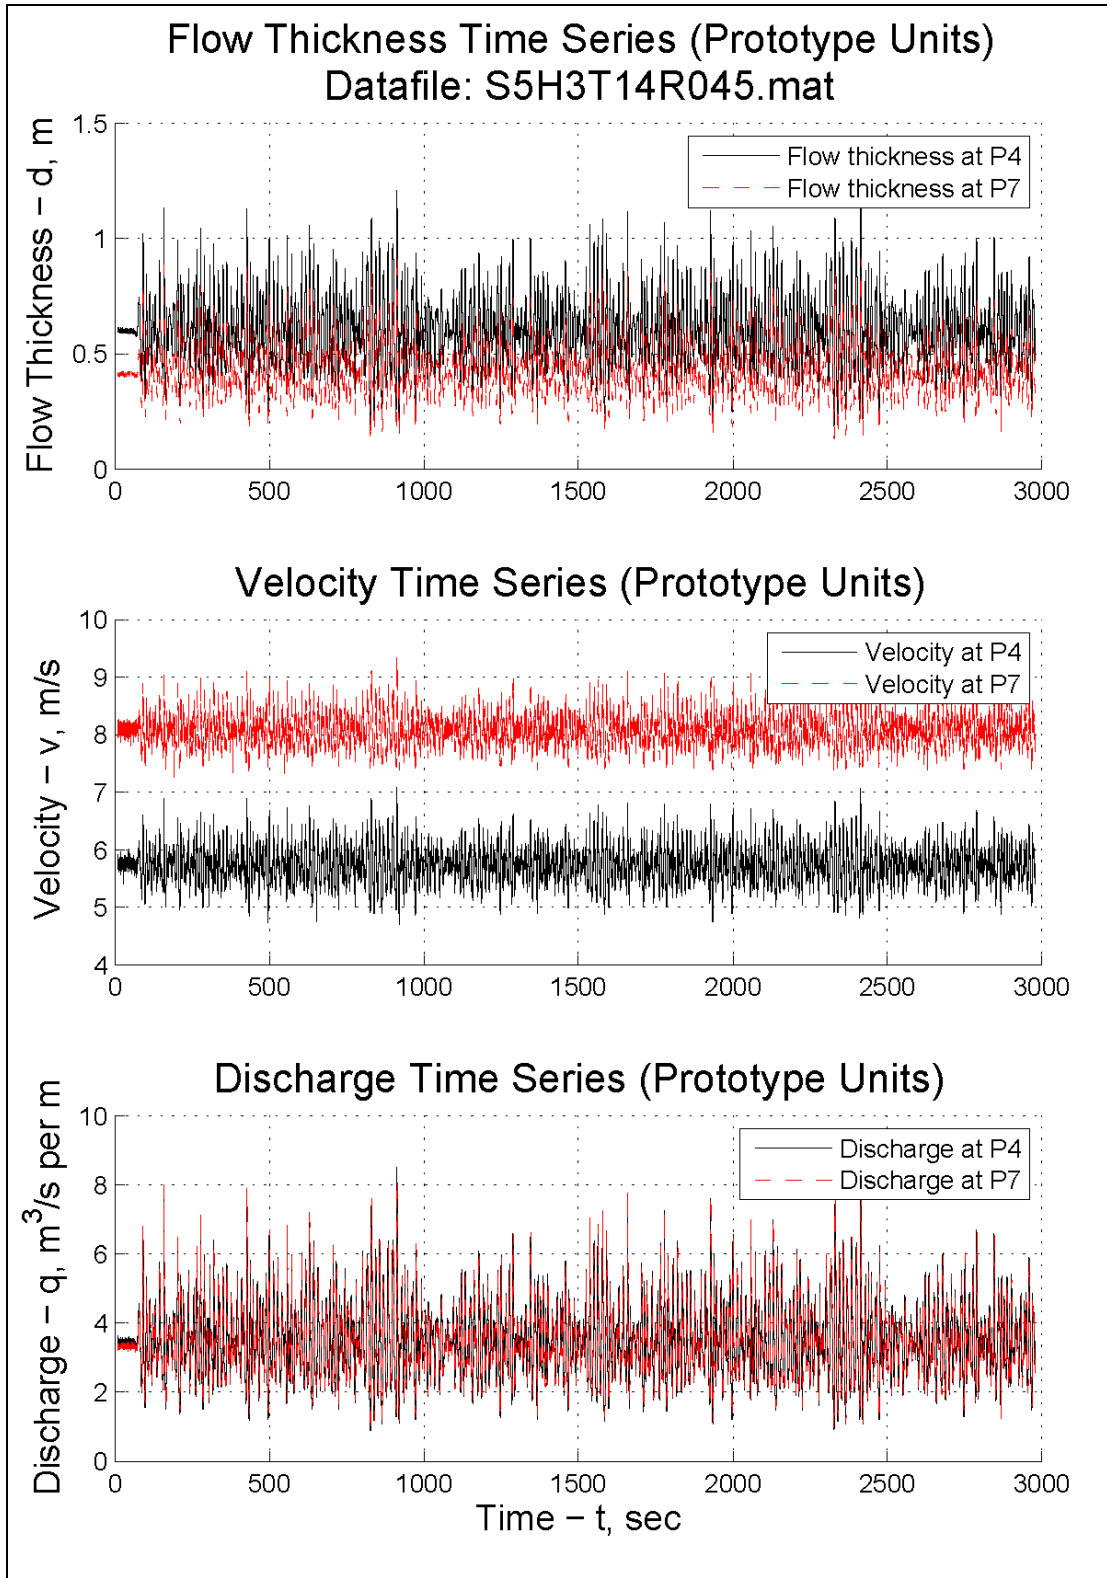 Flow Thickness Time Series (Prototype Units)
Datafile: S5H3T14R045.mat
Flow Thickness − d, m
1.5
1
0.5
0
Flow thickness at P4
Flow thickness at P7
0 500 1000 1500 2000 2500 3000
Velocity Time Series (Prototype Units)
Velocity − v, m/s
10
9
8
7
6
5
4
Velocity at P4
Velocity at P7
0 500 1000 1500 2000 2500 3000
Discharge Time Series (Prototype Units)
Discharge − q, m³/s per m
10
8
6
4
2
0
Discharge at P4
Discharge at P7
0 500 1000 1500 2000 2500 3000
Time − t, sec